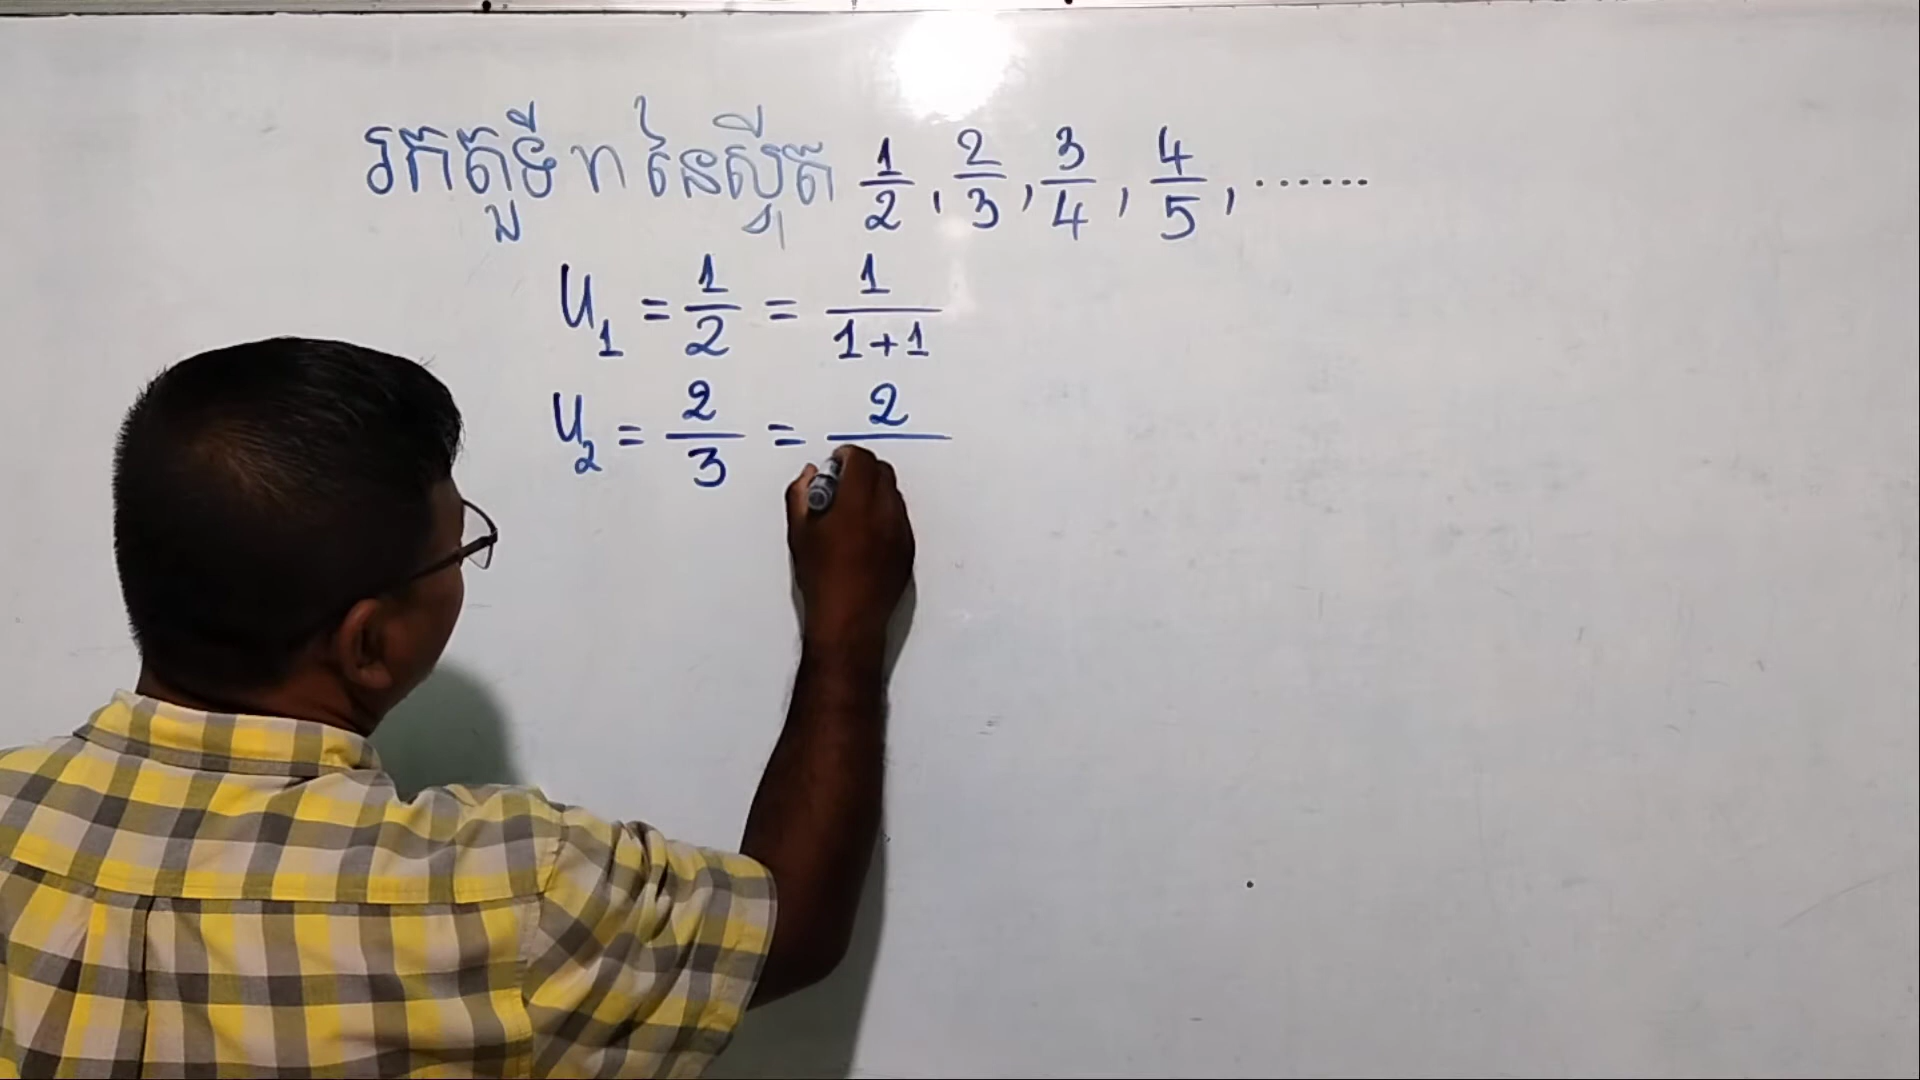 រកតួទី n នៃស្វ៊ីត 1/2, 2/3, 3/4, 4/5, .......
U₁ = 1/2 = 1/(1+1)
U₂ = 2/3 = 2/